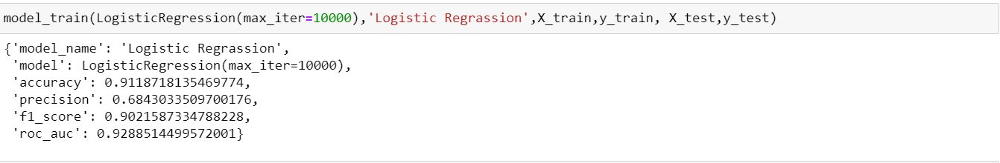 model_train(LogisticRegression(max_iter=10000),'Logistic Regrassion',X_train,y_train, X_test,y_test)
{'model_name': 'Logistic Regrassion',
 'model': LogisticRegression(max_iter=10000),
 'accuracy': 0.9118718135469774,
 'precision': 0.6843033509700176,
 'f1_score': 0.9021587334788228,
 'roc_auc': 0.9288514499572001}